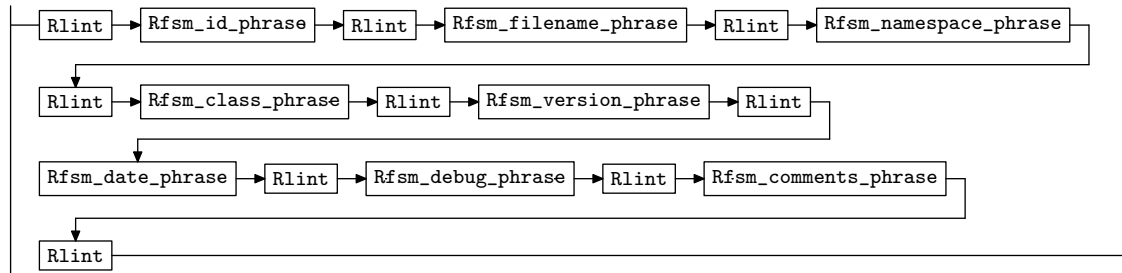 Rlint Rfsm_id_phrase Rlint Rfsm_filename_phrase Rlint Rfsm_namespace_phrase
Rlint Rfsm_class_phrase Rlint Rfsm_version_phrase Rlint
Rfsm_date_phrase Rlint Rfsm_debug_phrase Rlint Rfsm_comments_phrase
Rlint